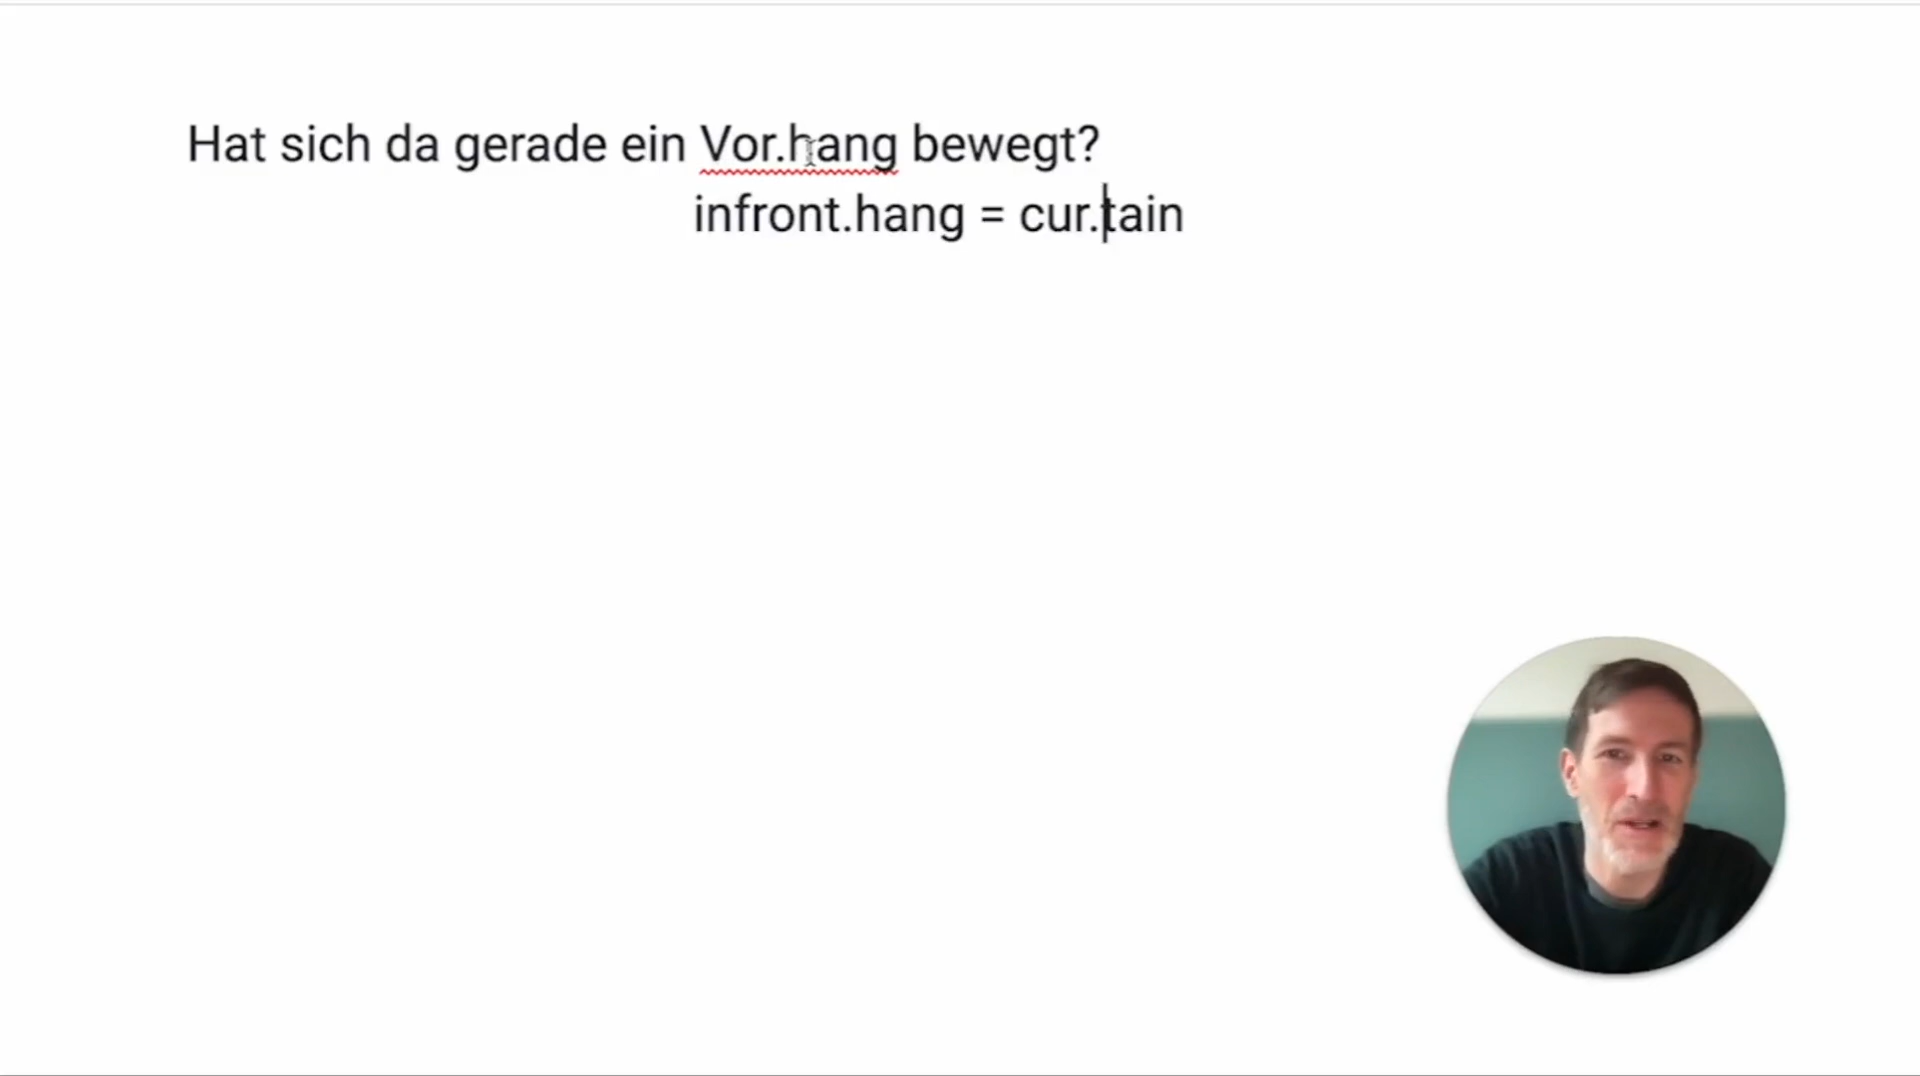 Hat sich da gerade ein Vor.hang bewegt?
infront.hang = cur.tain